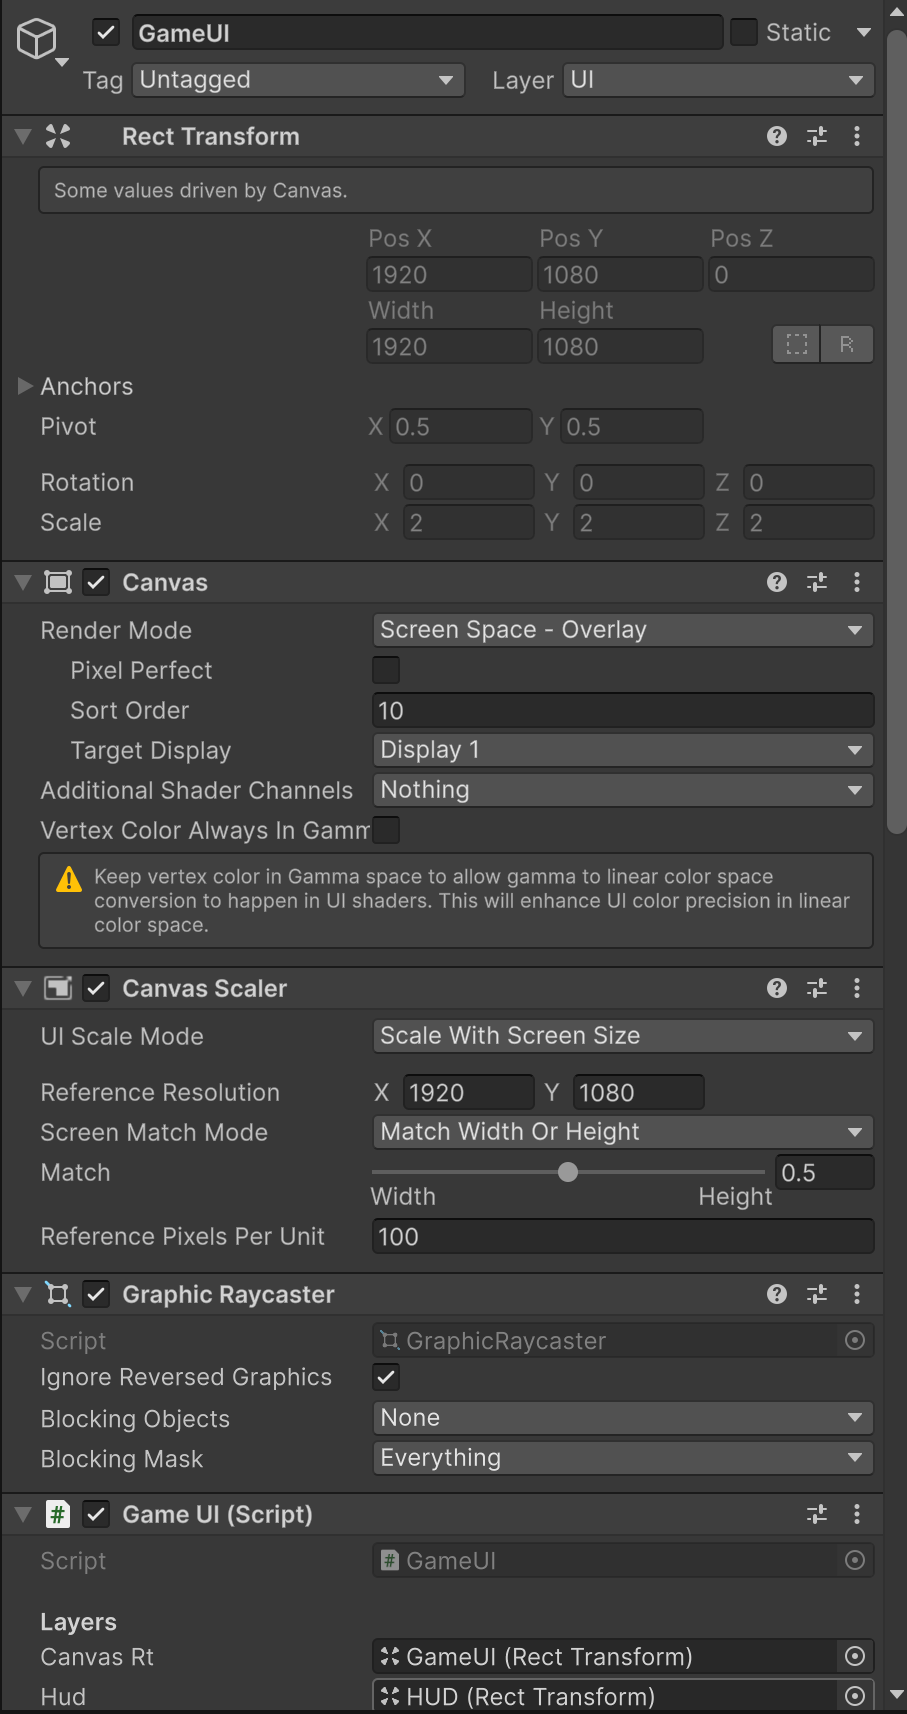 GameUI Static
Tag Untagged Layer UI
Rect Transform
Some values driven by Canvas.
Pos X Pos Y Pos Z
1920 1080 0
Width Height
1920 1080 R
Anchors
Pivot X 0.5 Y 0.5
Rotation X 0 Y 0 Z 0
Scale X 2 Y 2 Z 2
Canvas
Render Mode Screen Space - Overlay
Pixel Perfect
Sort Order 10
Target Display Display 1
Additional Shader Channels Nothing
Vertex Color Always In Gamm
Keep vertex color in Gamma space to allow gamma to linear color space
conversion to happen in UI shaders. This will enhance UI color precision in linear
color space.
Canvas Scaler
UI Scale Mode Scale With Screen Size
Reference Resolution X 1920 Y 1080
Screen Match Mode Match Width Or Height
Match 0.5
Width Height
Reference Pixels Per Unit 100
Graphic Raycaster
Script GraphicRaycaster
Ignore Reversed Graphics
Blocking Objects None
Blocking Mask Everything
# Game UI (Script)
Script # GameUI
Layers
Canvas Rt GameUI (Rect Transform)
Hud HUD (Rect Transform)